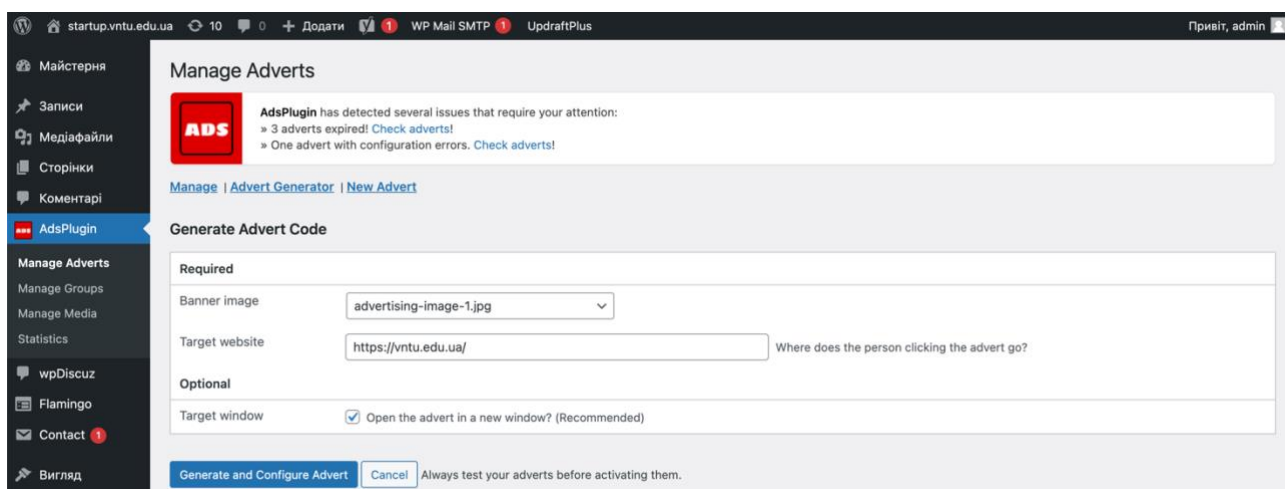 startup.vntu.edu.ua 10 0 + Додати 1 WP Mail SMTP 1 UpdraftPlus Привіт, admin
Майстерня
Записи
Медіафайли
Сторінки
Коментарі
ADS AdsPlugin
Manage Adverts
Manage Groups
Manage Media
Statistics
wpDiscuz
Flamingo
Contact 1
Вигляд
Manage Adverts
ADS
AdsPlugin has detected several issues that require your attention:
» 3 adverts expired! Check adverts!
» One advert with configuration errors. Check adverts!
Manage | Advert Generator | New Advert
Generate Advert Code
Required
Banner image advertising-image-1.jpg
Target website https://vntu.edu.ua/ Where does the person clicking the advert go?
Optional
Target window Open the advert in a new window? (Recommended)
Generate and Configure Advert Cancel Always test your adverts before activating them.